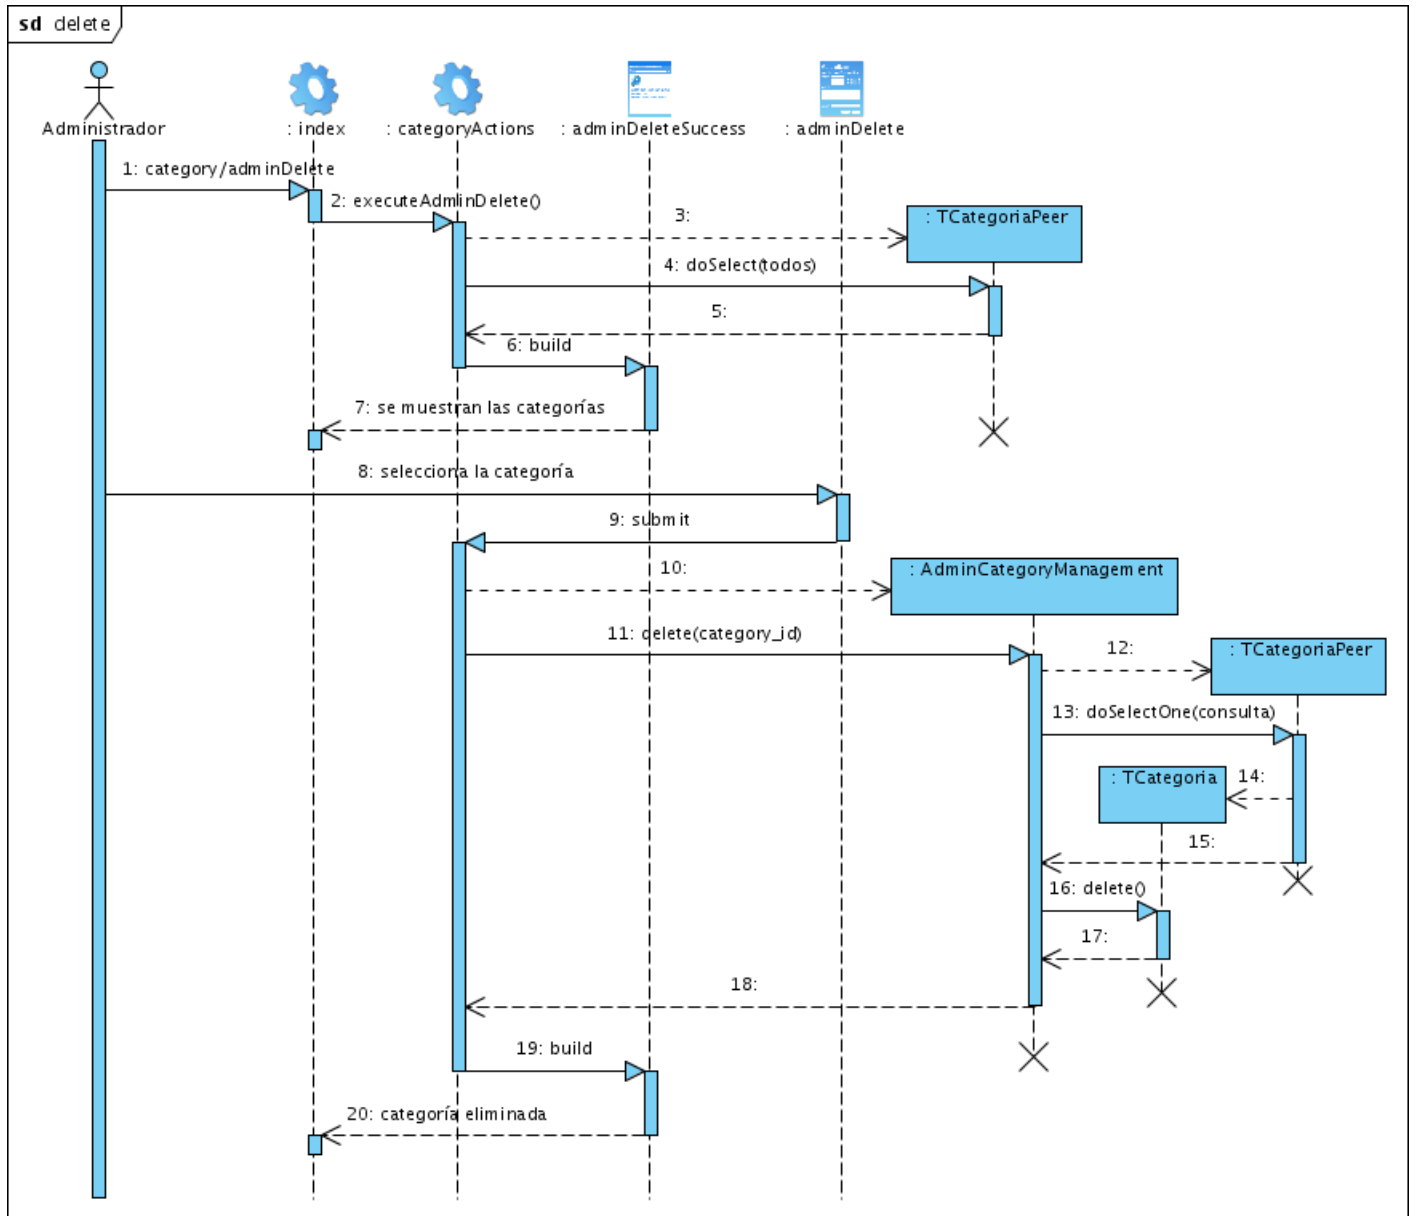 sd delete
Administrador
: index
: categoryActions
: adminDeleteSuccess
: adminDelete
1: category/adminDelete
2: executeAdminDelete()
3:
: TCategoriaPeer
4: doSelect(todos)
5:
6: build
7: se muestran las categorías
8: selecciona la categoría
9: submit
10:
: AdminCategoryManagement
11: delete(category_id)
12:
: TCategoriaPeer
13: doSelectOne(consulta)
14:
: TCategoria
15:
16: delete()
17:
18:
19: build
20: categoría eliminada